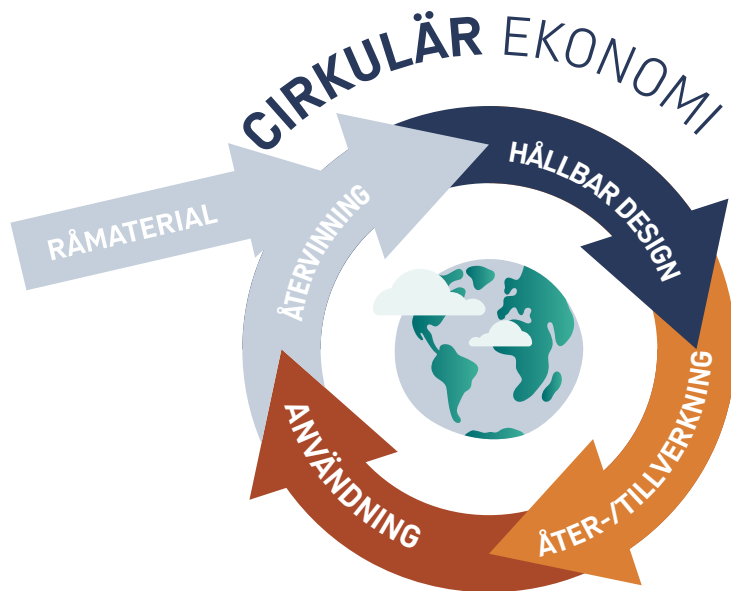 CIRKULÄR EKONOMI
RÅMATERIAL
ÅTERVINNING
HÅLLBAR DESIGN
ÅTER-/TILLVERKNING
ANVÄNDNING